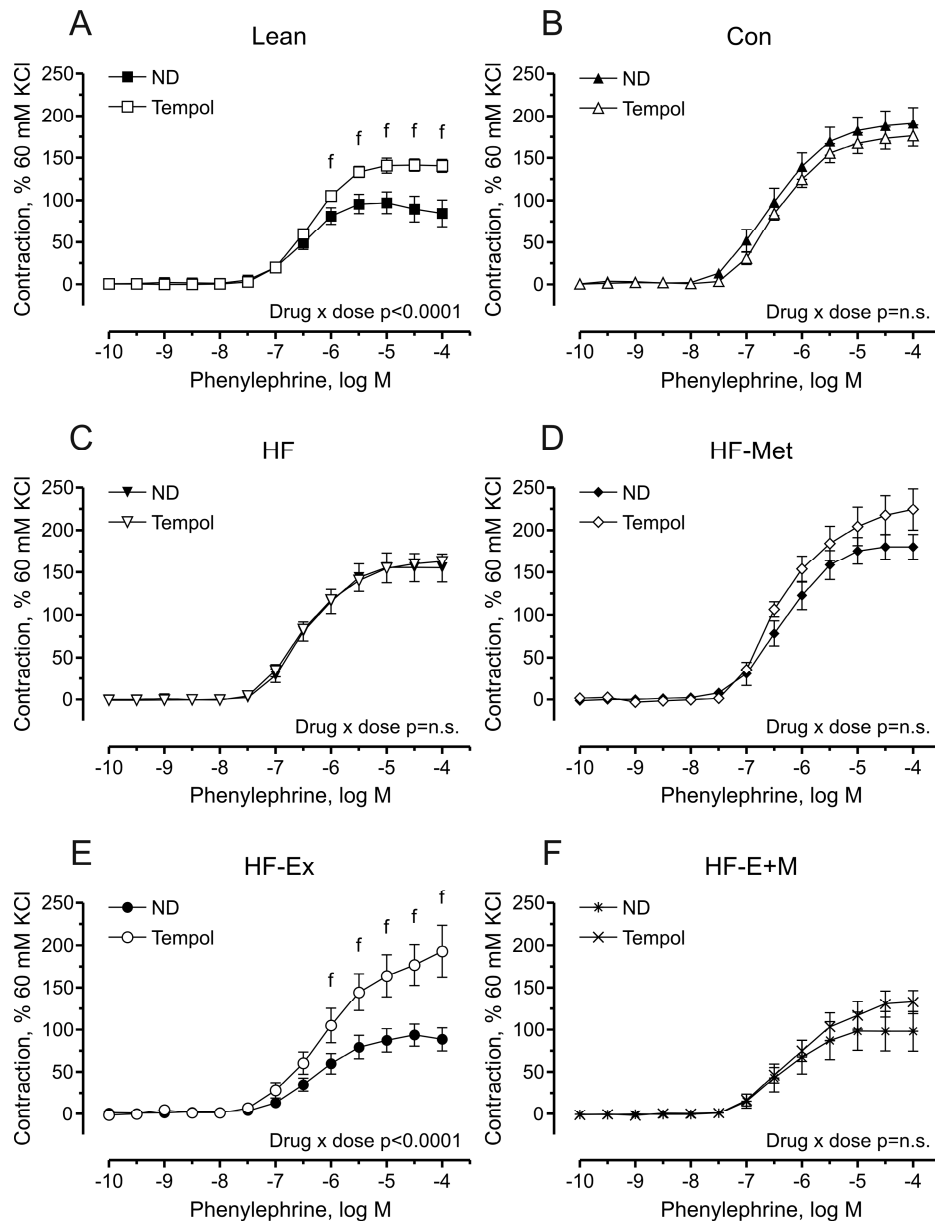 A
Lean
Contraction, % 60 mM KCl
250
200
150
100
50
0
ND
Tempol
f
f
f
f
f
Drug x dose p<0.0001
-10
-9
-8
-7
-6
-5
-4
Phenylephrine, log M
B
Con
Contraction, % 60 mM KCl
250
200
150
100
50
0
ND
Tempol
Drug x dose p=n.s.
-10
-9
-8
-7
-6
-5
-4
Phenylephrine, log M
C
HF
Contraction, % 60 mM KCl
250
200
150
100
50
0
ND
Tempol
Drug x dose p=n.s.
-10
-9
-8
-7
-6
-5
-4
Phenylephrine, log M
D
HF-Met
Contraction, % 60 mM KCl
250
200
150
100
50
0
ND
Tempol
Drug x dose p=n.s.
-10
-9
-8
-7
-6
-5
-4
Phenylephrine, log M
E
HF-Ex
Contraction, % 60 mM KCl
250
200
150
100
50
0
ND
Tempol
f
f
f
f
f
Drug x dose p<0.0001
-10
-9
-8
-7
-6
-5
-4
Phenylephrine, log M
F
HF-E+M
Contraction, % 60 mM KCl
250
200
150
100
50
0
ND
Tempol
Drug x dose p=n.s.
-10
-9
-8
-7
-6
-5
-4
Phenylephrine, log M